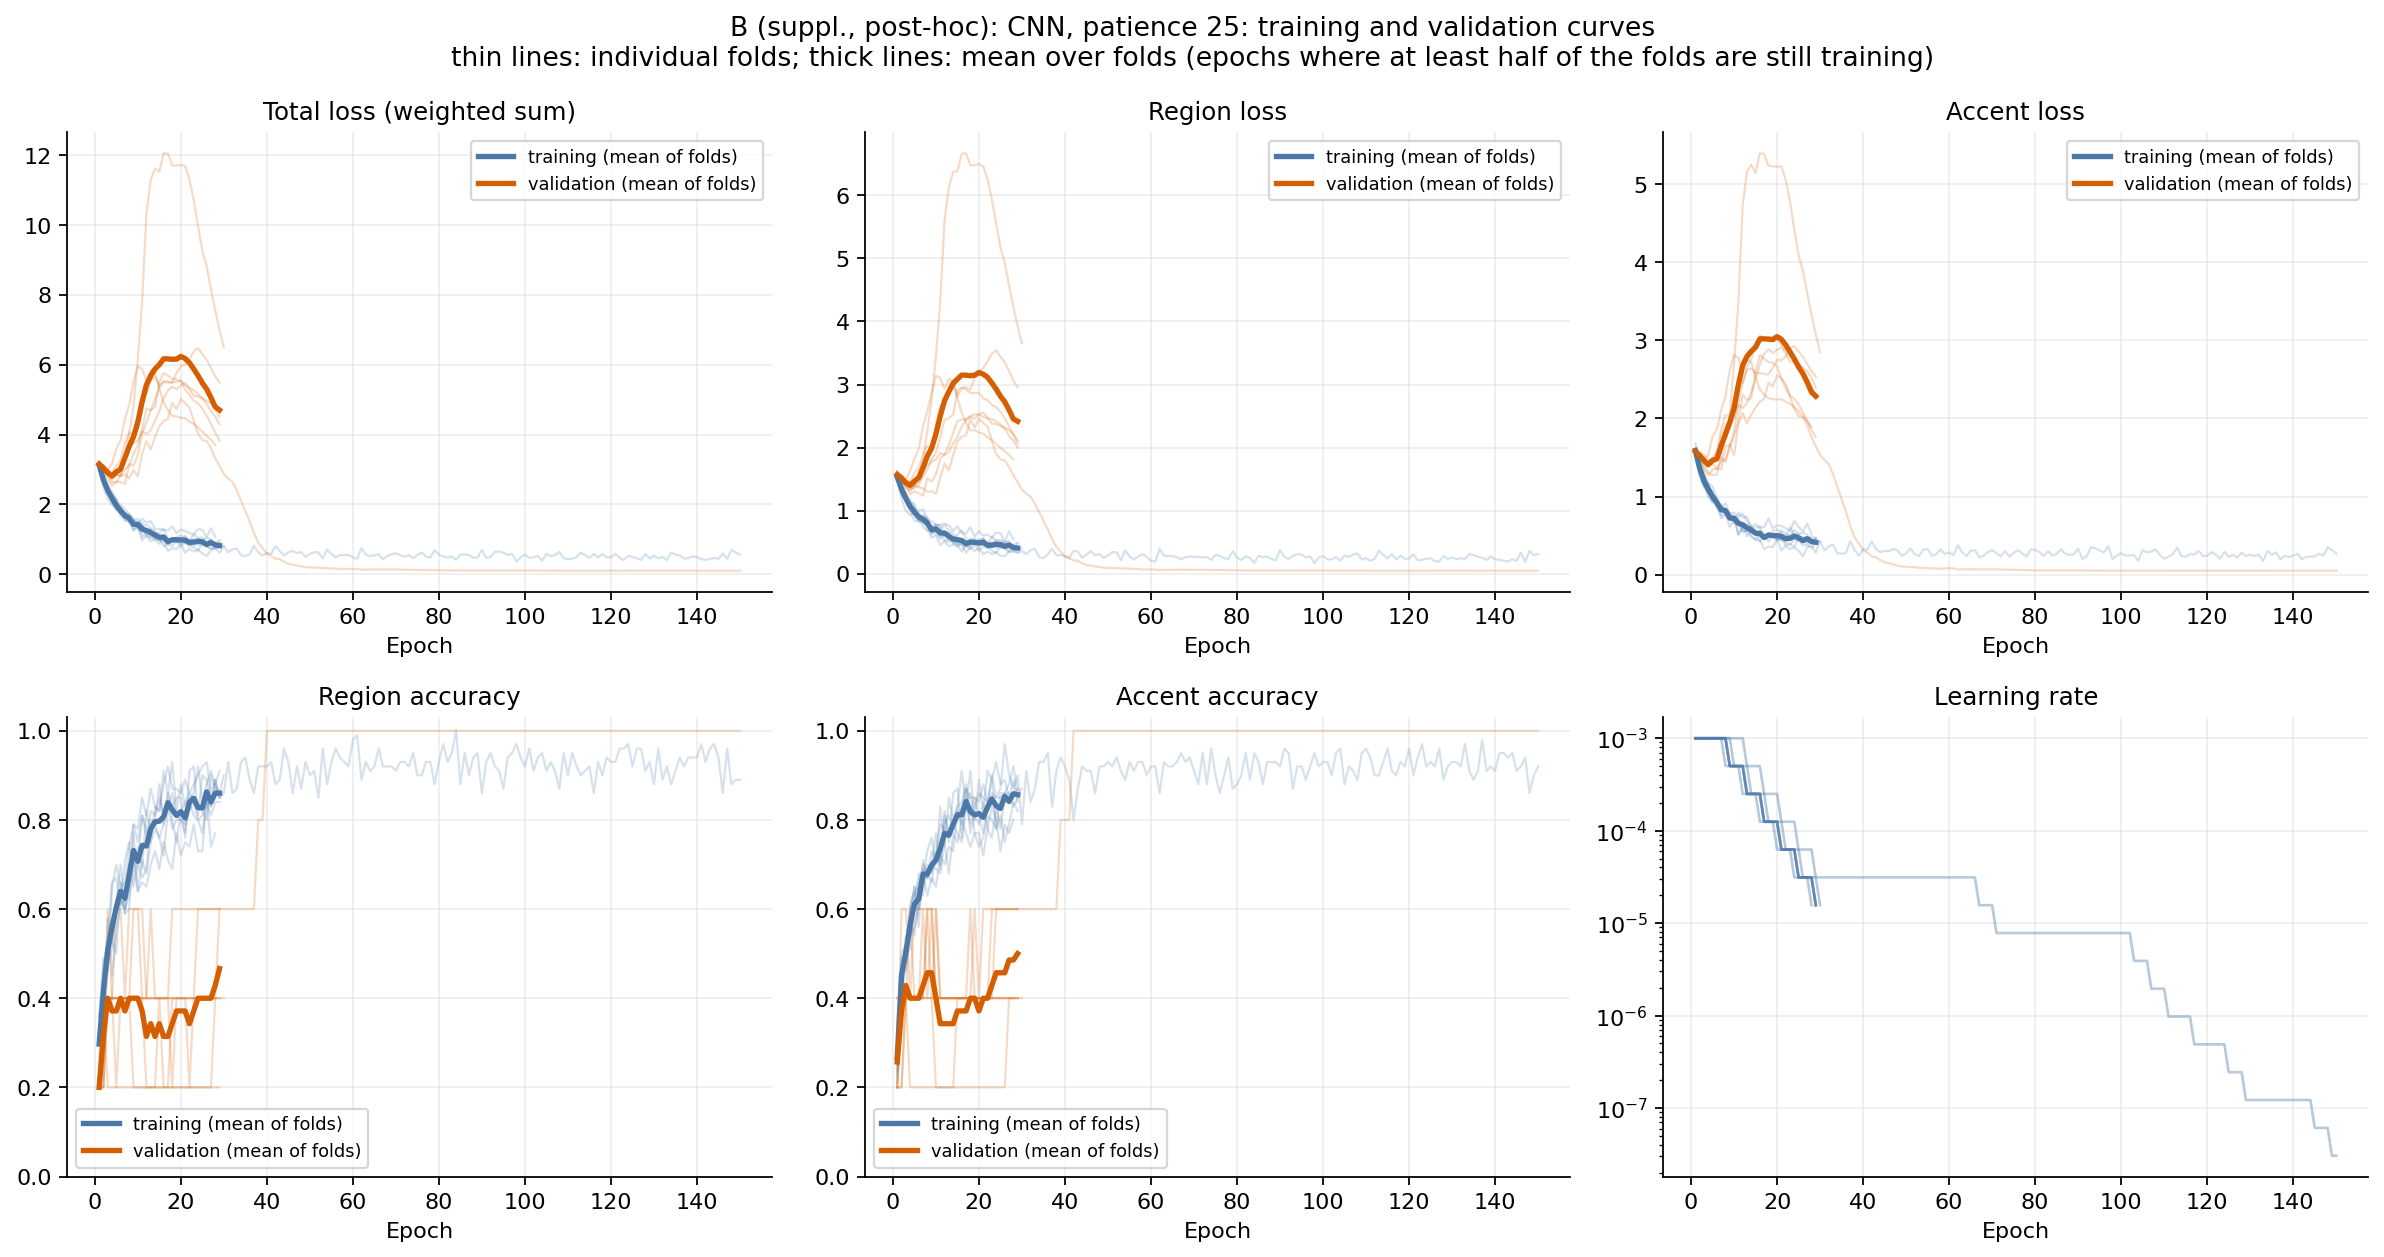 B (suppl., post-hoc): CNN, patience 25: training and validation curves
thin lines: individual folds; thick lines: mean over folds (epochs where at least half of the folds are still training)
Total loss (weighted sum)
12
10
8
6
4
2
0
training (mean of folds)
validation (mean of folds)
0 20 40 60 80 100 120 140
Epoch
Region loss
6
5
4
3
2
1
0
training (mean of folds)
validation (mean of folds)
0 20 40 60 80 100 120 140
Epoch
Accent loss
5
4
3
2
1
0
training (mean of folds)
validation (mean of folds)
0 20 40 60 80 100 120 140
Epoch
Region accuracy
1.0
0.8
0.6
0.4
0.2
0.0
training (mean of folds)
validation (mean of folds)
0 20 40 60 80 100 120 140
Epoch
Accent accuracy
1.0
0.8
0.6
0.4
0.2
0.0
training (mean of folds)
validation (mean of folds)
0 20 40 60 80 100 120 140
Epoch
Learning rate
10⁻³
10⁻⁴
10⁻⁵
10⁻⁶
10⁻⁷
0 20 40 60 80 100 120 140
Epoch